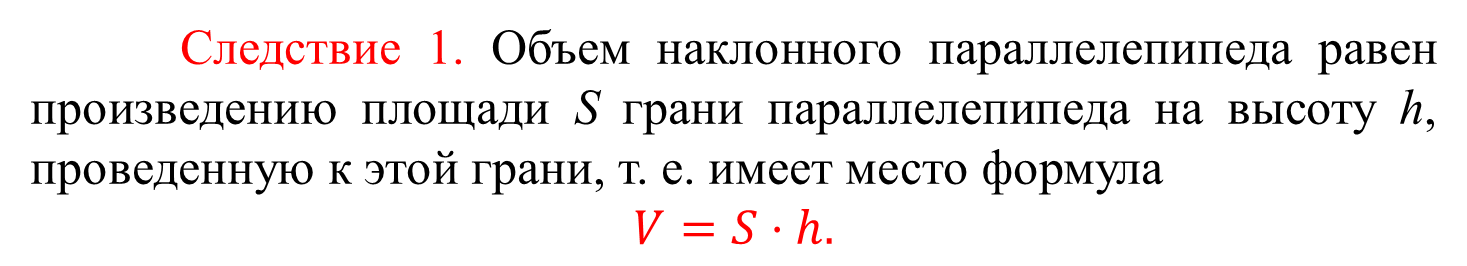 Следствие 1. Объем наклонного параллелепипеда равен
произведению площади S грани параллелепипеда на высоту h,
проведенную к этой грани, т. е. имеет место формула
V = S · h.